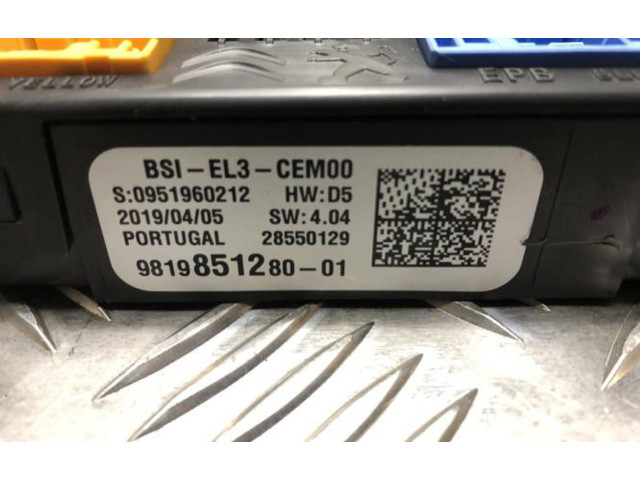 YELLOW
EPB
BSI-EL3-CEM00
S:0951960212 HW:D5
2019/04/05 SW:4.04
PORTUGAL 28550129
9819851280-01